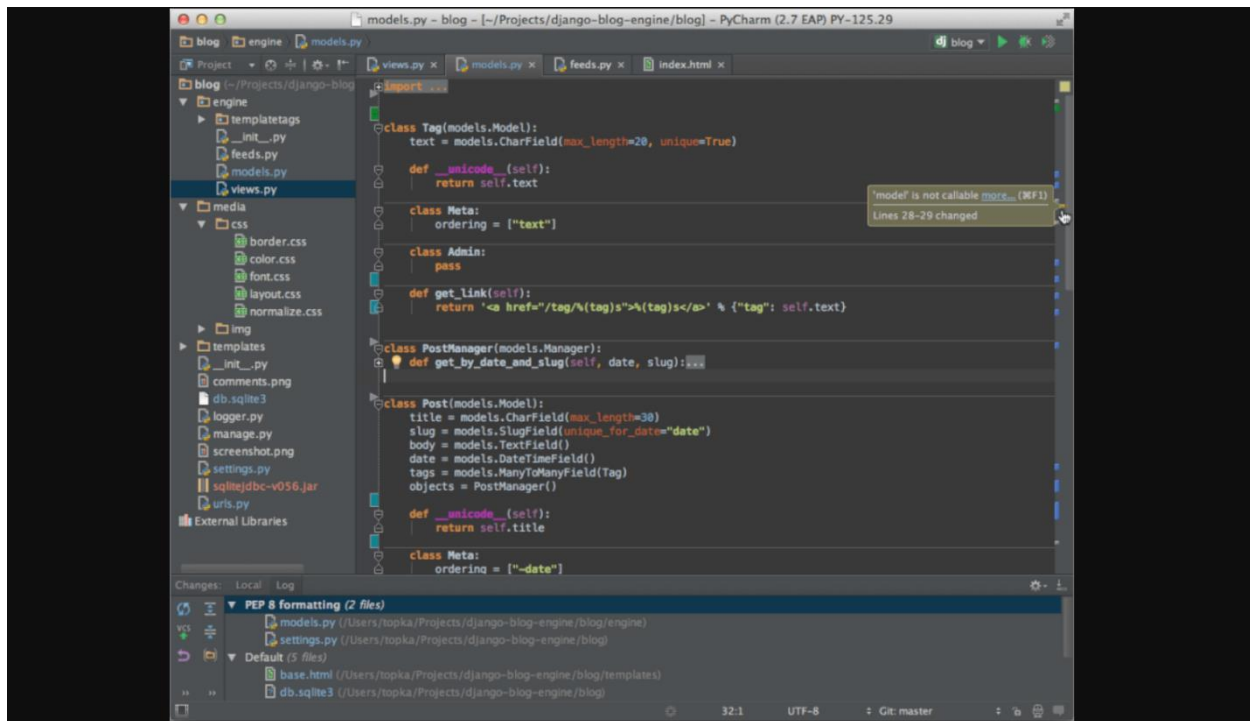 models.py – blog – [~/Projects/django-blog-engine/blog] – PyCharm (2.7 EAP) PY-125.29
blog engine models.py
dj blog
Project
views.py × models.py × feeds.py × index.html ×
blog (~/Projects/django-blog
engine
templatetags
__init__.py
feeds.py
models.py
views.py
media
css
border.css
color.css
font.css
layout.css
normalize.css
img
templates
__init__.py
comments.png
db.sqlite3
logger.py
manage.py
screenshot.png
settings.py
sqlitejdbc-v056.jar
urls.py
External Libraries
import ...
class Tag(models.Model):
text = models.CharField(max_length=20, unique=True)
def __unicode__(self):
return self.text
class Meta:
ordering = ["text"]
class Admin:
pass
def get_link(self):
return '<a href="/tag/%(tag)s">%(tag)s</a>' % {"tag": self.text}
class PostManager(models.Manager):
def get_by_date_and_slug(self, date, slug):...
class Post(models.Model):
title = models.CharField(max_length=30)
slug = models.SlugField(unique_for_date="date")
body = models.TextField()
date = models.DateTimeField()
tags = models.ManyToManyField(Tag)
objects = PostManager()
def __unicode__(self):
return self.title
class Meta:
ordering = ["-date"]
'model' is not callable more... (⌘F1)
Lines 28–29 changed
Changes: Local Log
PEP 8 formatting (2 files)
models.py (/Users/topka/Projects/django-blog-engine/blog/engine)
settings.py (/Users/topka/Projects/django-blog-engine/blog)
Default (5 files)
base.html (/Users/topka/Projects/django-blog-engine/blog/templates)
db.sqlite3 (/Users/topka/Projects/django-blog-engine/blog)
VCS
32:1 UTF-8 Git: master